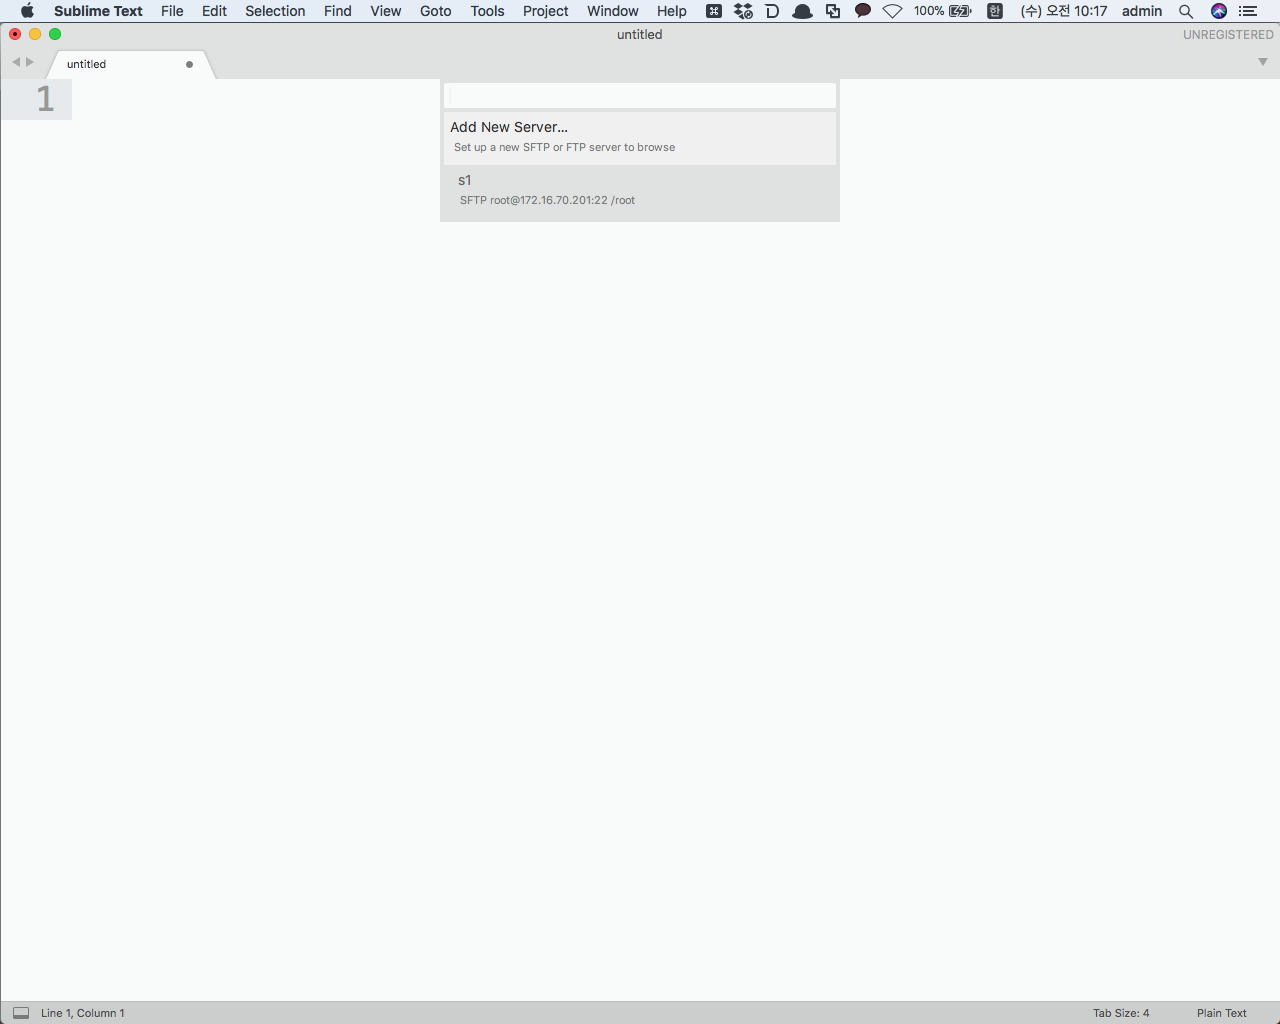 Sublime Text File Edit Selection Find View Goto Tools Project Window Help 100% 한 (수) 오전 10:17 admin
untitled UNREGISTERED
untitled
1
Add New Server...
Set up a new SFTP or FTP server to browse
s1
SFTP root@172.16.70.201:22 /root
Line 1, Column 1 Tab Size: 4 Plain Text